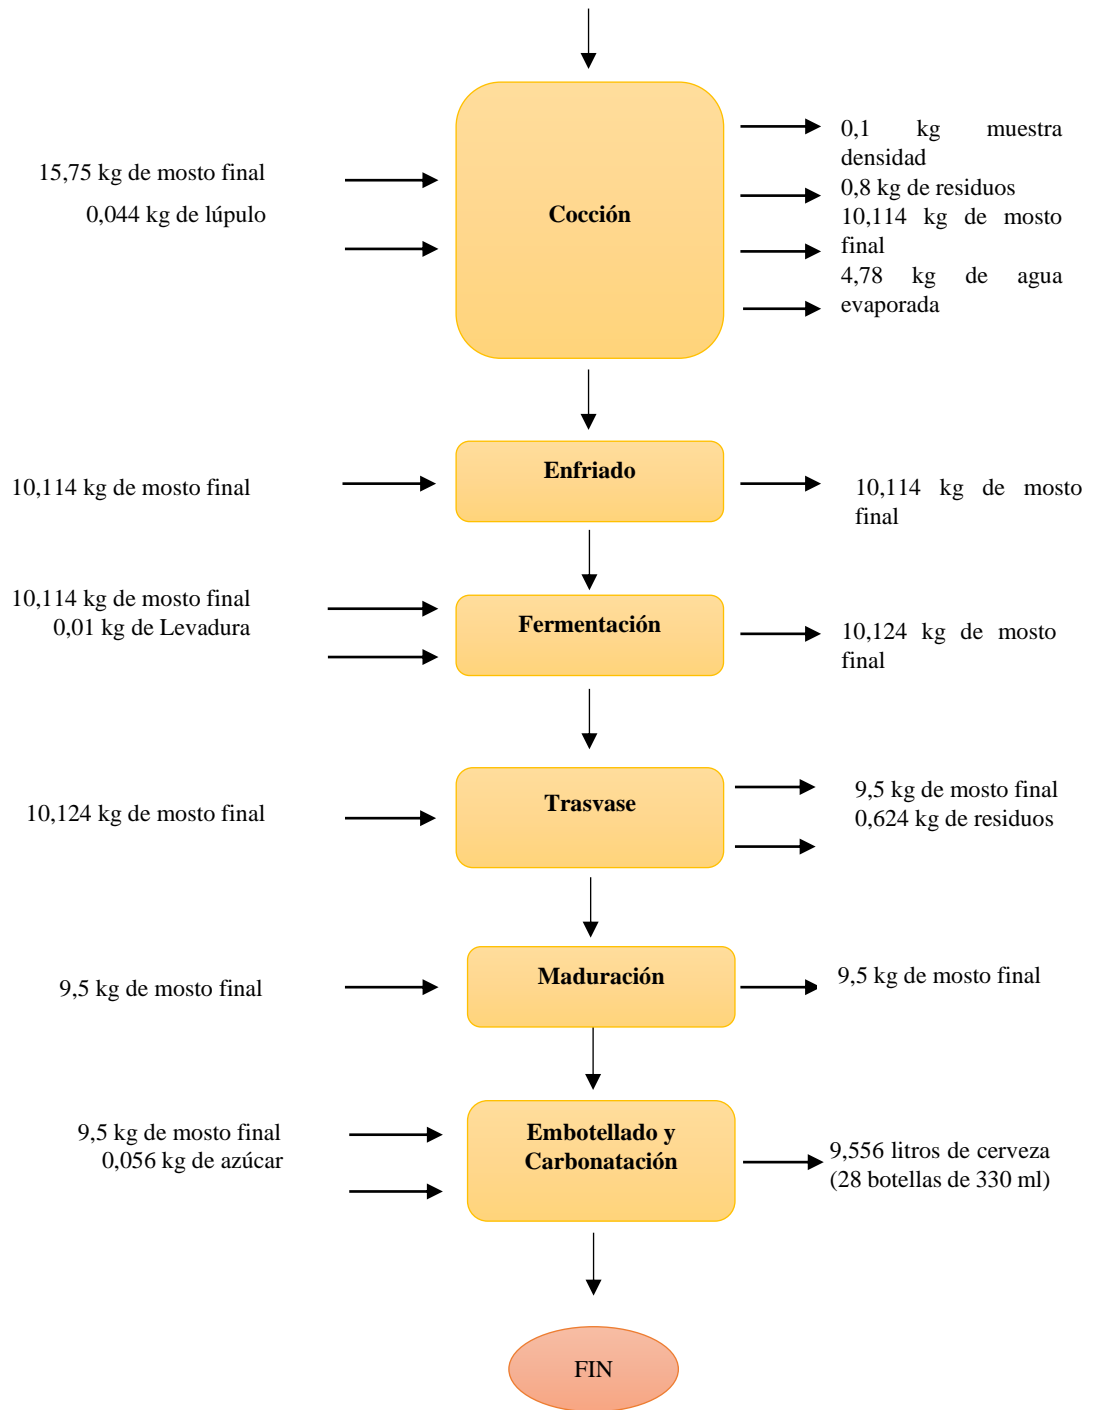 15,75 kg de mosto final
0,044 kg de lúpulo
Cocción
0,1 kg muestra
densidad
0,8 kg de residuos
10,114 kg de mosto
final
4,78 kg de agua
evaporada
10,114 kg de mosto final
Enfriado
10,114 kg de mosto
final
10,114 kg de mosto final
0,01 kg de Levadura
Fermentación
10,124 kg de mosto
final
10,124 kg de mosto final
Trasvase
9,5 kg de mosto final
0,624 kg de residuos
9,5 kg de mosto final
Maduración
9,5 kg de mosto final
9,5 kg de mosto final
0,056 kg de azúcar
Embotellado y
Carbonatación
9,556 litros de cerveza
(28 botellas de 330 ml)
FIN